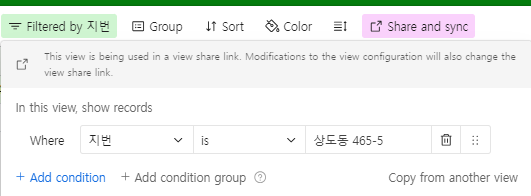 Filtered by 지번 Group Sort Color Share and sync
This view is being used in a view share link. Modifications to the view configuration will also change the
view share link.
In this view, show records
Where 지번 is 상도동 465-5
+ Add condition + Add condition group Copy from another view